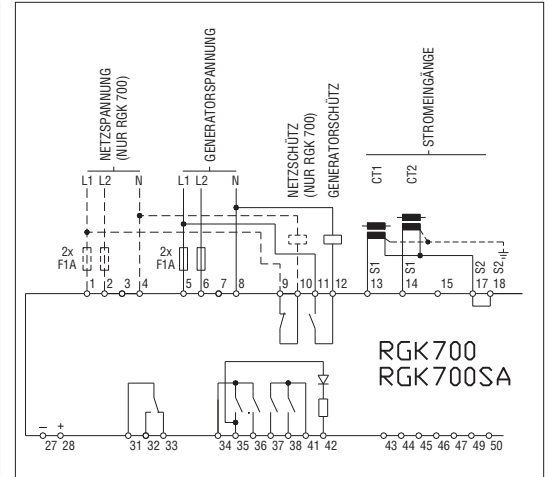 NETZSPANNUNG
(NUR RGK 700)
GENERATORSPANNUNG
NETZSCHÜTZ
(NUR RGK 700)
GENERATORSCHÜTZ
STROMEINGÄNGE
CT1
CT2
L1 L2 N
L1 L2 N
2x
F1A
2x
F1A
S1
S1
S2
S2
1 2 3 4 5 6 7 8 9 10 11 12 13 14 15 17 18
RGK700
RGK700SA
– +
27 28 31 32 33 34 35 36 37 38 41 42 43 44 45 46 47 49 50